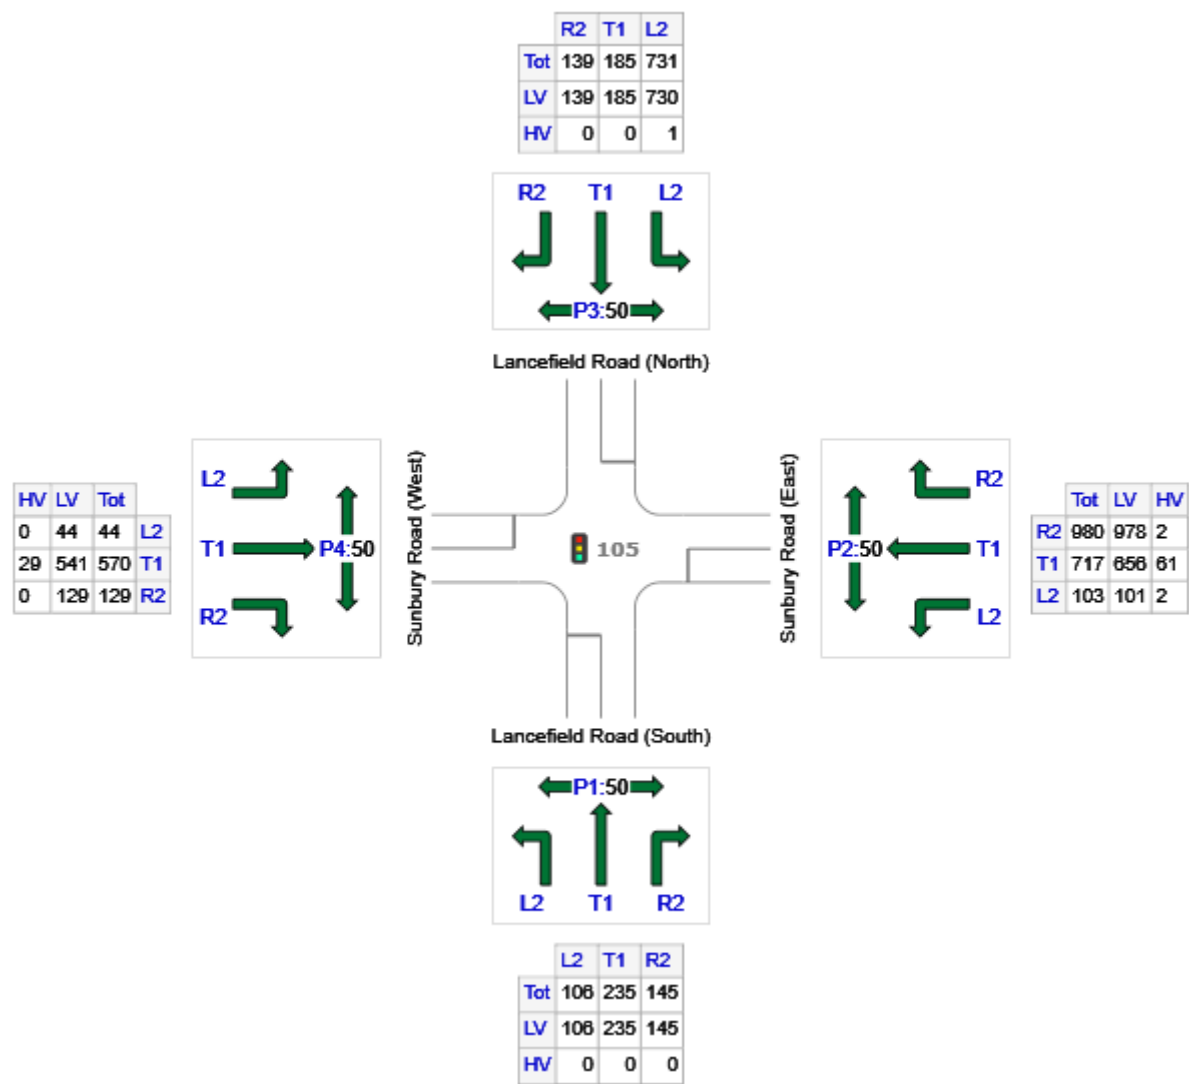 R2 T1 L2
Tot 139 185 731
LV 139 185 730
HV 0 0 1
R2 T1 L2
P3:50
Lancefield Road (North)
HV LV Tot
0 44 44 L2
29 541 570 T1
0 129 129 R2
L2
T1 P4:50
R2
Sunbury Road (West)
105
Sunbury Road (East)
R2
P2:50 T1
L2
Tot LV HV
R2 980 978 2
T1 717 656 61
L2 103 101 2
Lancefield Road (South)
P1:50
L2 T1 R2
L2 T1 R2
Tot 106 235 145
LV 106 235 145
HV 0 0 0